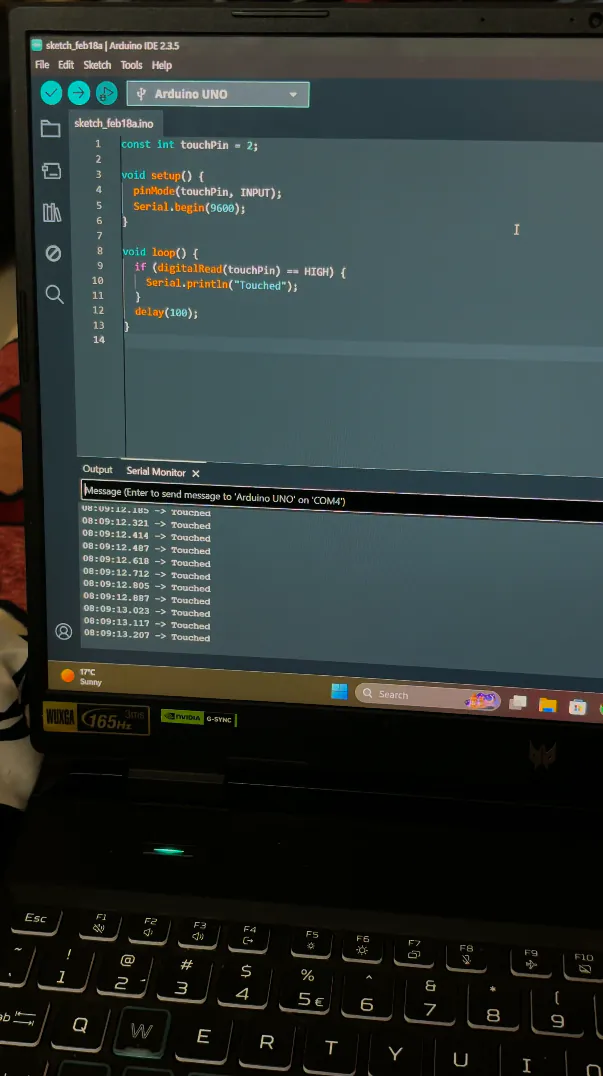 sketch_feb18a | Arduino IDE 2.3.5
File Edit Sketch Tools Help
Arduino UNO
sketch_feb18a.ino
1 const int touchPin = 2;
2
3 void setup() {
4 pinMode(touchPin, INPUT);
5 Serial.begin(9600);
6 }
7
8 void loop() {
9 if (digitalRead(touchPin) == HIGH) {
10 Serial.println("Touched");
11 }
12 delay(100);
13 }
14
Output Serial Monitor
Message (Enter to send message to 'Arduino UNO' on 'COM4')
08:09:12.185 -> Touched
08:09:12.321 -> Touched
08:09:12.414 -> Touched
08:09:12.487 -> Touched
08:09:12.618 -> Touched
08:09:12.712 -> Touched
08:09:12.805 -> Touched
08:09:12.887 -> Touched
08:09:13.023 -> Touched
08:09:13.117 -> Touched
08:09:13.207 -> Touched
17°C
Sunny
Search
WUXGA 165Hz 3ms
NVIDIA G-SYNC
Esc F1 F2 F3 F4 F5 F6 F7 F8 F9 F10
~ ! @ # $ % ^ & * (
1 2 3 4 5 € 6 7 8 9
ab Q W E R T Y U I O